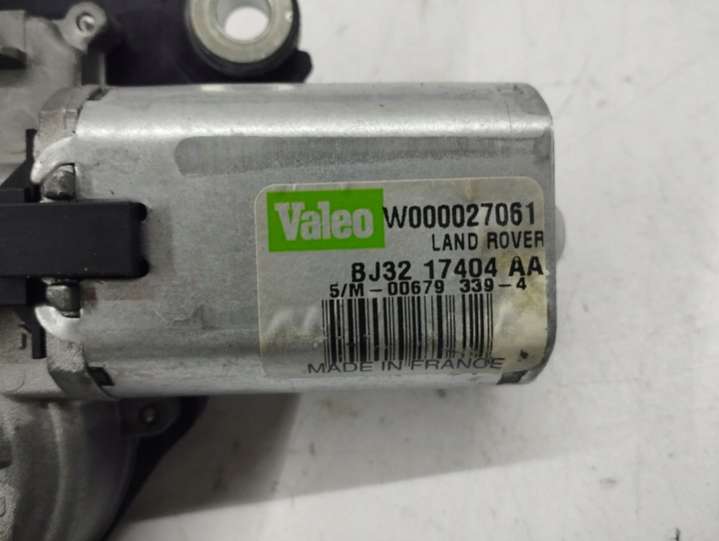 Valeo W000027061
LAND ROVER
BJ32 17404 AA
5/M-00679 339-4
MADE IN FRANCE